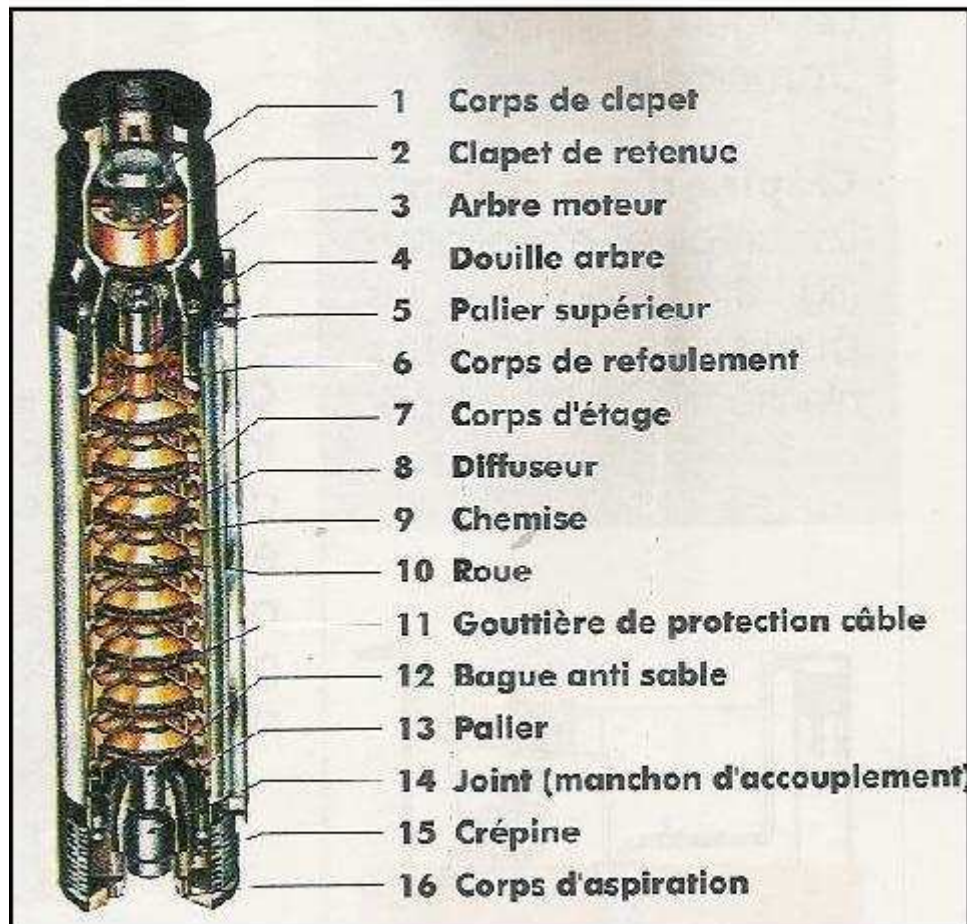 1 Corps de clapet
2 Clapet de retenue
3 Arbre moteur
4 Douille arbre
5 Palier supérieur
6 Corps de refoulement
7 Corps d'étage
8 Diffuseur
9 Chemise
10 Roue
11 Gouttière de protection câble
12 Bague anti sable
13 Palier
14 Joint (manchon d'accouplement)
15 Crépine
16 Corps d'aspiration